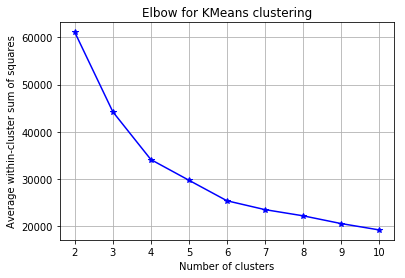 Elbow for KMeans clustering
Average within-cluster sum of squares
60000
50000
40000
30000
20000
2 3 4 5 6 7 8 9 10
Number of clusters